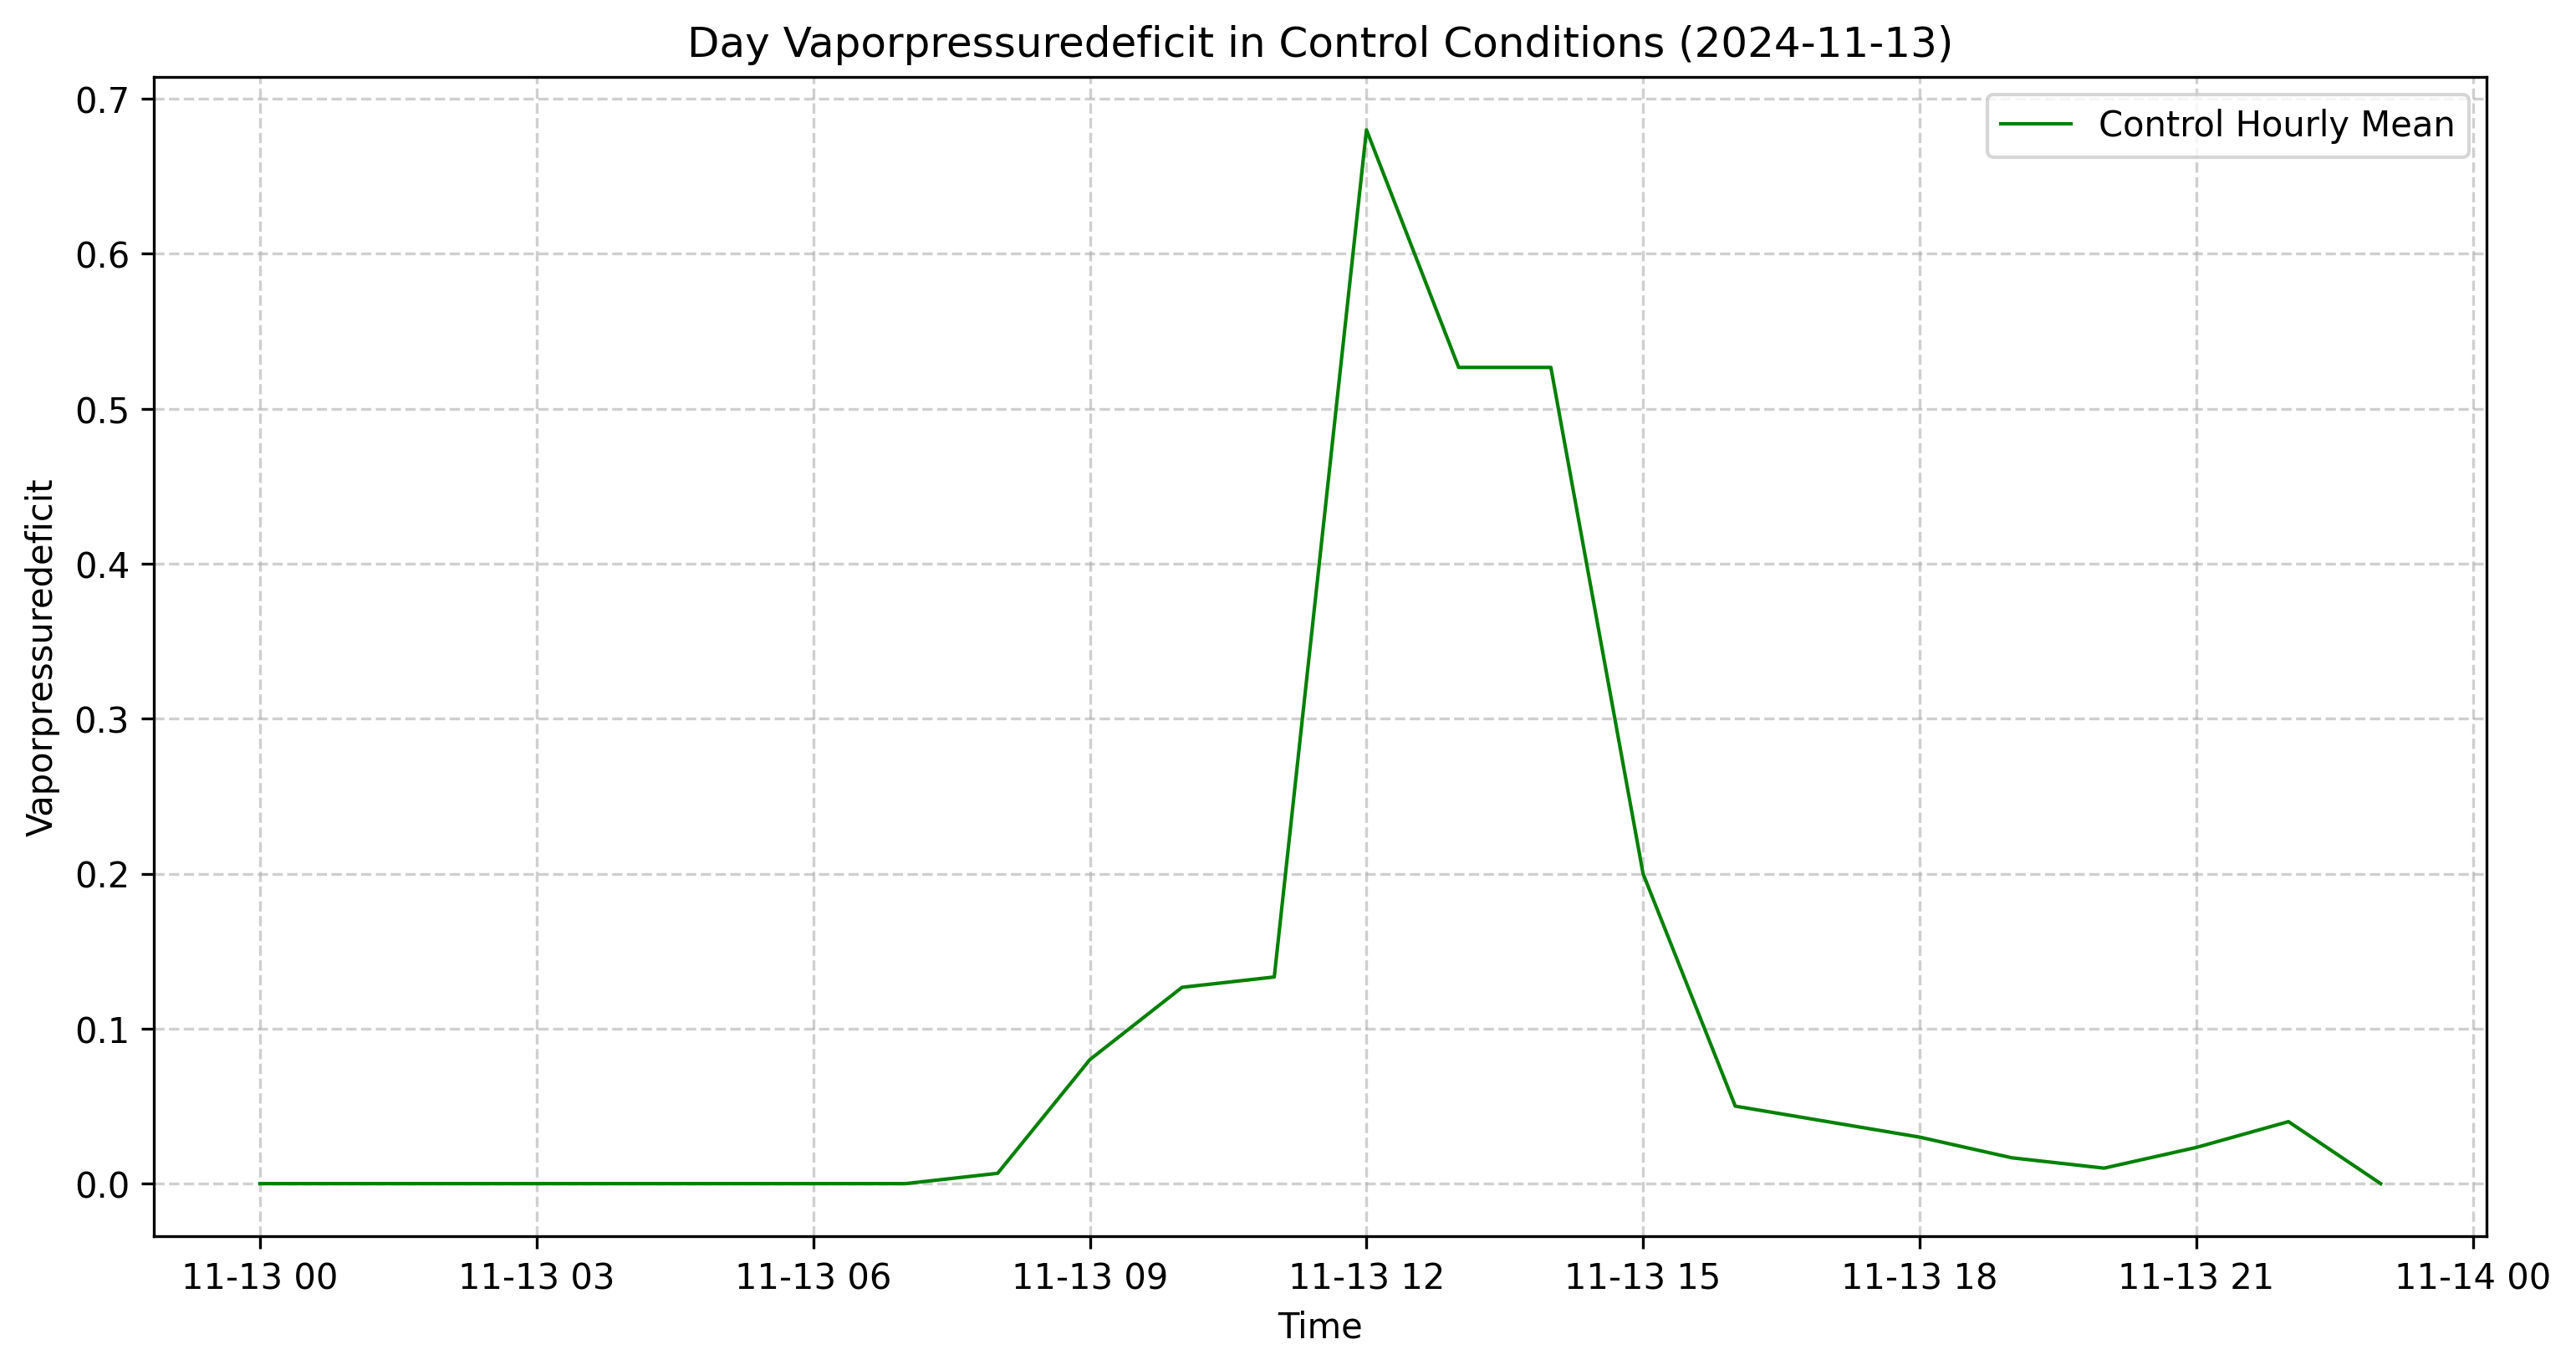 Day Vaporpressuredeficit in Control Conditions (2024-11-13)
Control Hourly Mean
Vaporpressuredeficit
0.7
0.6
0.5
0.4
0.3
0.2
0.1
0.0
11-13 00 11-13 03 11-13 06 11-13 09 11-13 12 11-13 15 11-13 18 11-13 21 11-14 00
Time